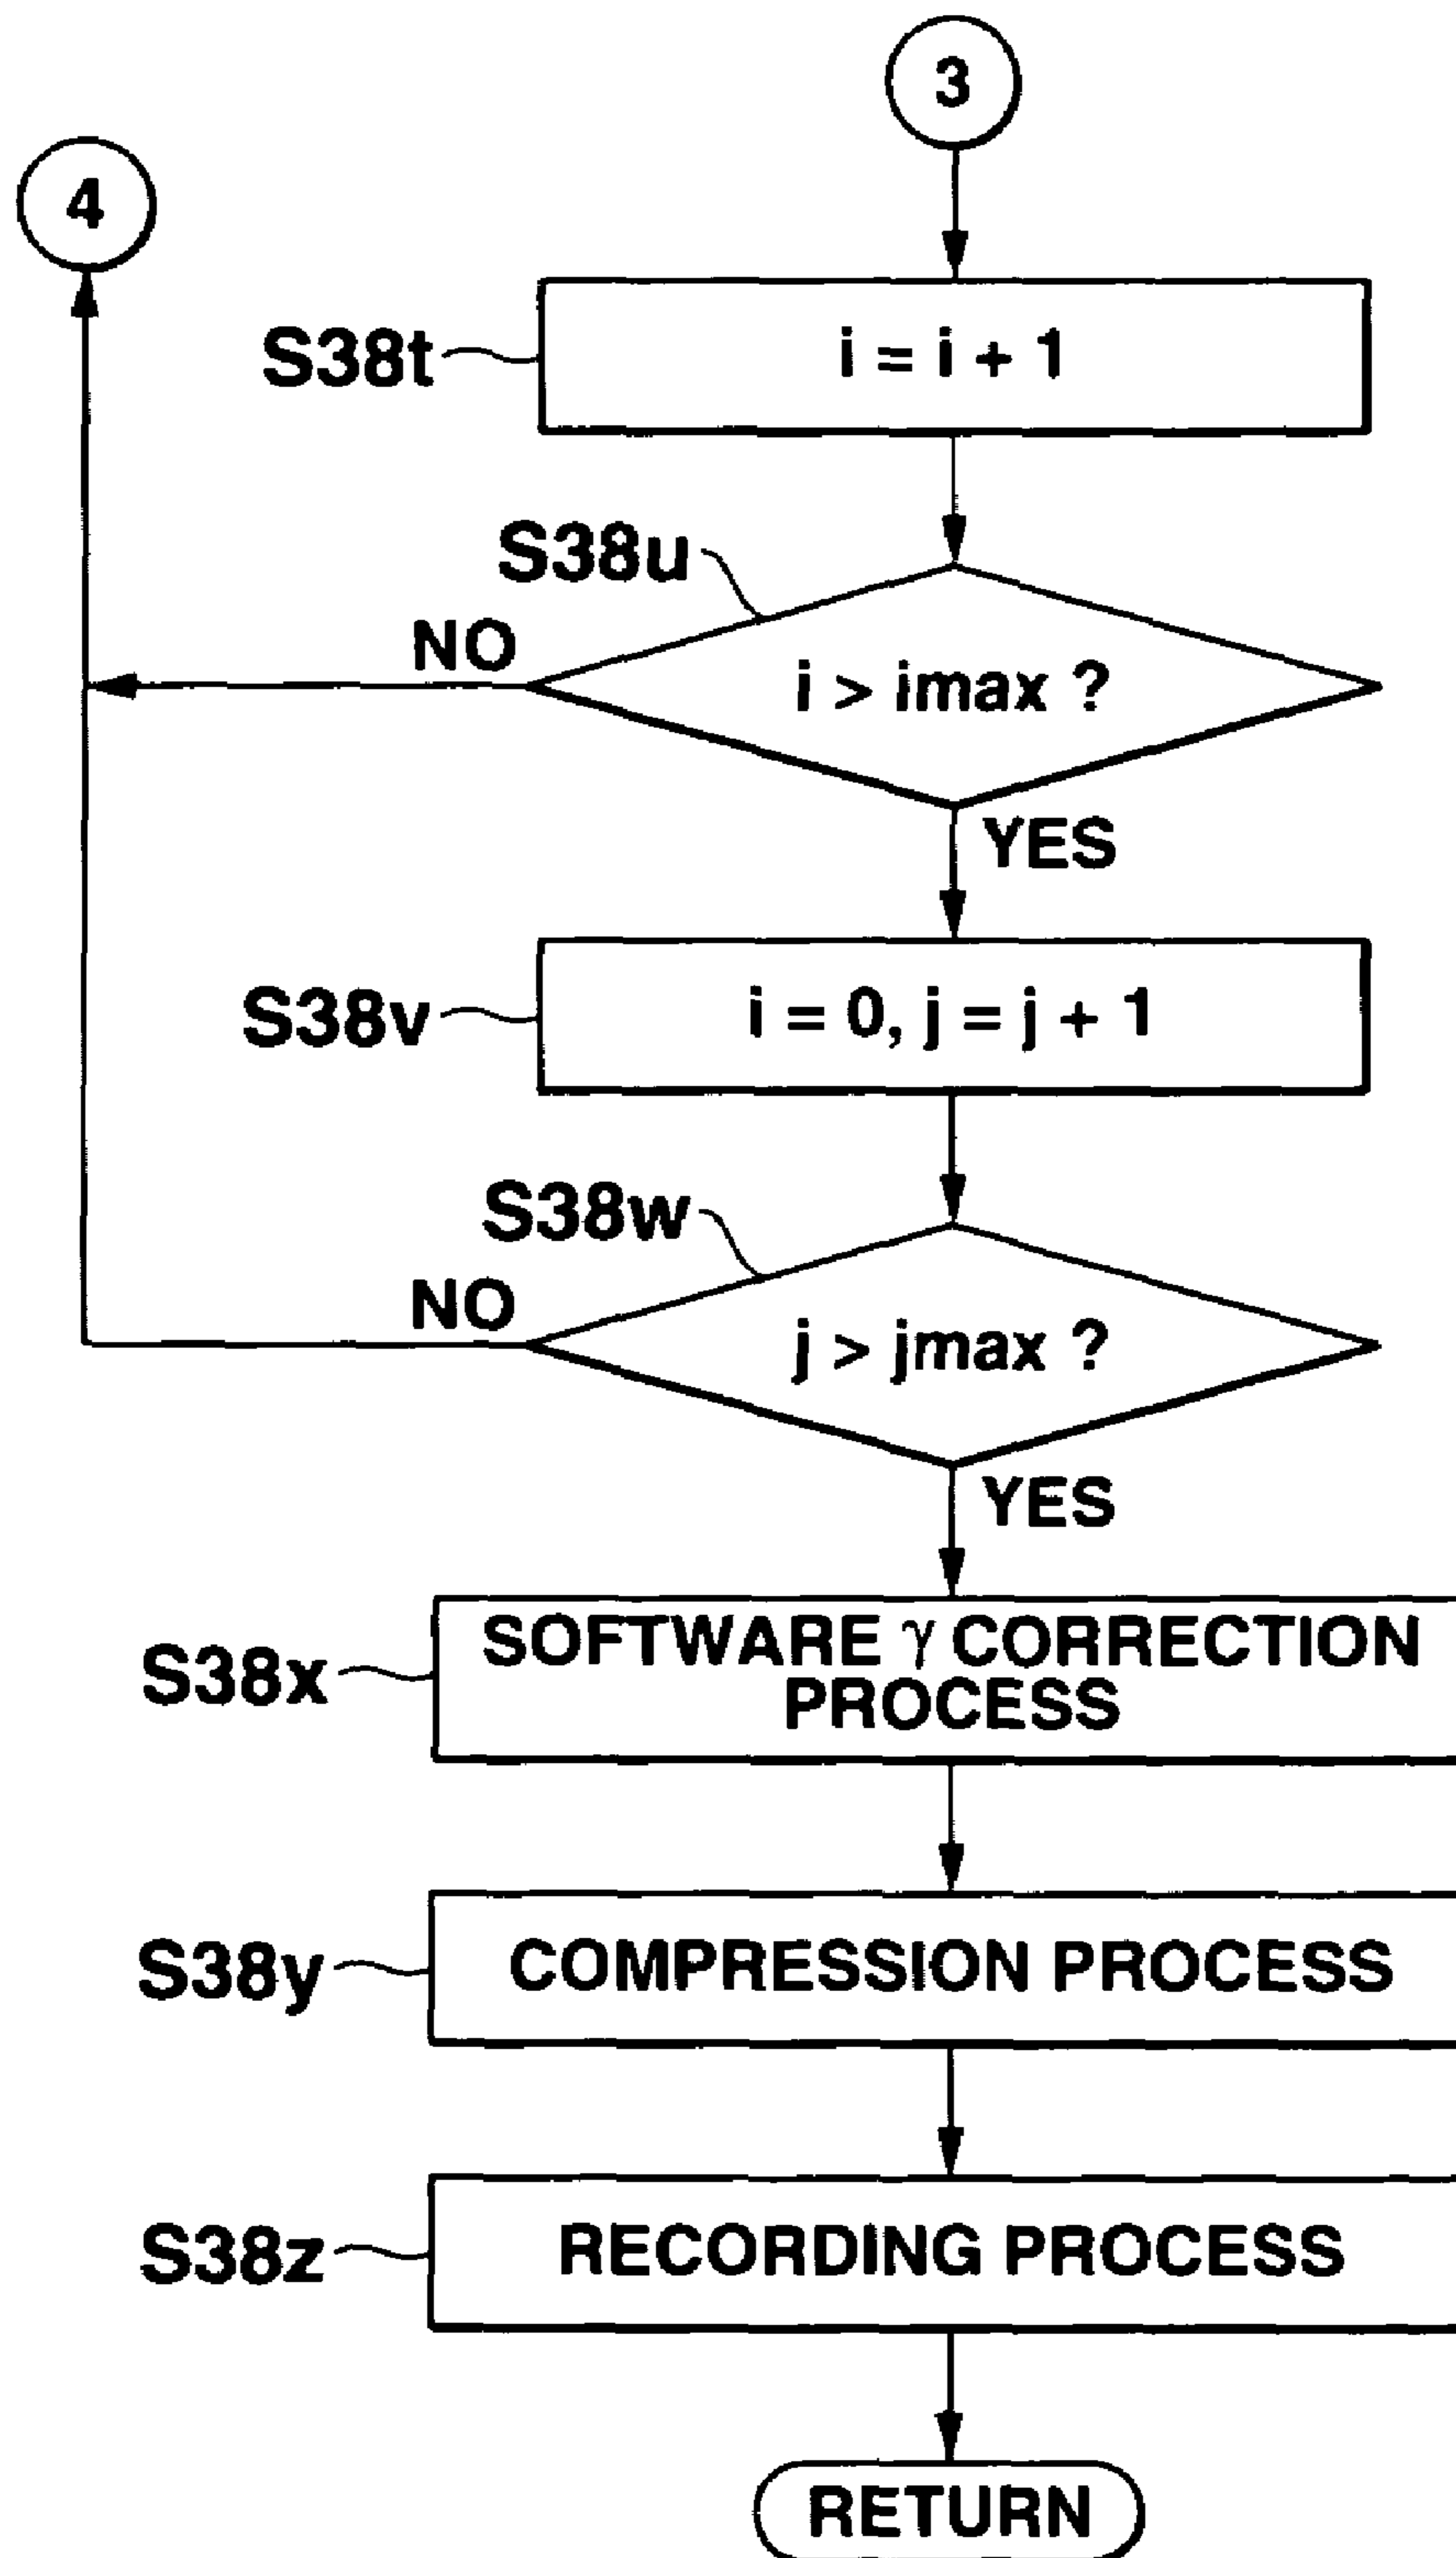 3
4
S38t
i = i + 1
S38u
NO
i > imax ?
YES
S38v
i = 0, j = j + 1
S38w
NO
j > jmax ?
YES
S38x
SOFTWARE γ CORRECTION
PROCESS
S38y
COMPRESSION PROCESS
S38z
RECORDING PROCESS
RETURN